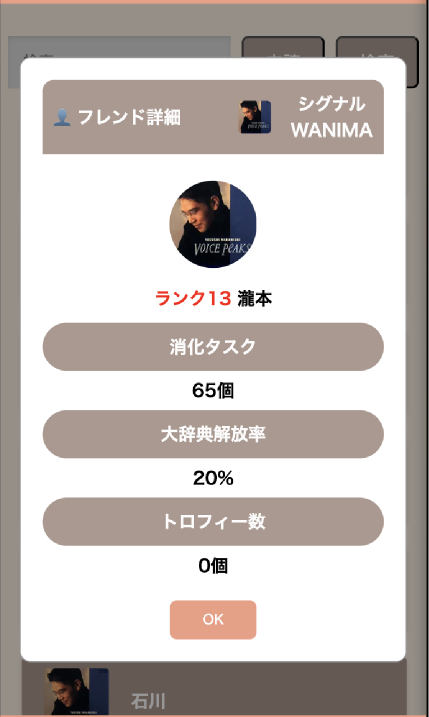 フレンド詳細
シグナル
WANIMA
VOICE PEAKS
ランク13 瀧本
消化タスク
65個
大辞典解放率
20%
トロフィー数
0個
OK
石川